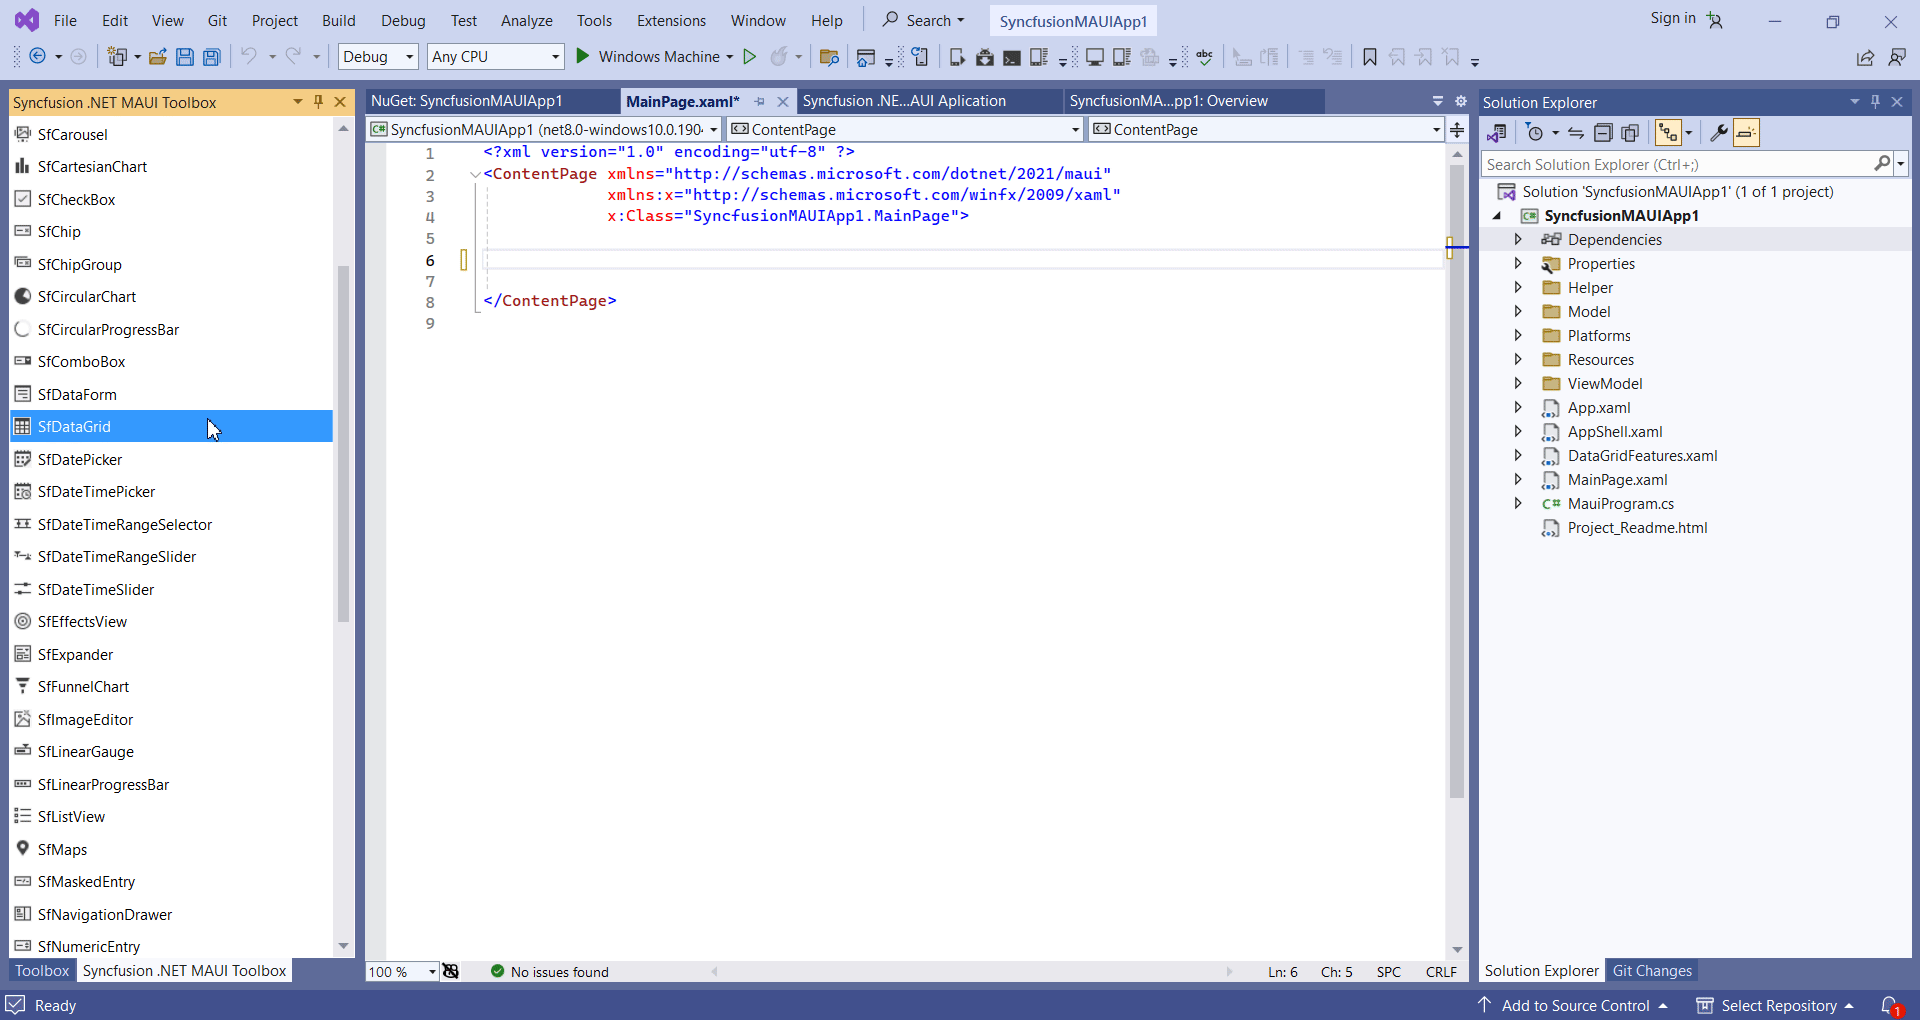 File Edit View Git Project Build Debug Test Analyze Tools Extensions Window Help Search SyncfusionMAUIApp1 Sign in
Debug Any CPU Windows Machine abc
Syncfusion .NET MAUI Toolbox
SfCarousel
SfCartesianChart
SfCheckBox
SfChip
SfChipGroup
SfCircularChart
SfCircularProgressBar
SfComboBox
SfDataForm
SfDataGrid
SfDatePicker
SfDateTimePicker
SfDateTimeRangeSelector
SfDateTimeRangeSlider
SfDateTimeSlider
SfEffectsView
SfExpander
SfFunnelChart
SfImageEditor
SfLinearGauge
SfLinearProgressBar
SfListView
SfMaps
SfMaskedEntry
SfNavigationDrawer
SfNumericEntry
Toolbox Syncfusion .NET MAUI Toolbox
NuGet: SyncfusionMAUIApp1 MainPage.xaml* Syncfusion .NE...AUI Aplication SyncfusionMA...pp1: Overview
C# SyncfusionMAUIApp1 (net8.0-windows10.0.190 ContentPage ContentPage
1 <?xml version="1.0" encoding="utf-8" ?>
2 <ContentPage xmlns="http://schemas.microsoft.com/dotnet/2021/maui"
3 xmlns:x="http://schemas.microsoft.com/winfx/2009/xaml"
4 x:Class="SyncfusionMAUIApp1.MainPage">
5
6
7
8 </ContentPage>
9
100 % No issues found Ln: 6 Ch: 5 SPC CRLF
Solution Explorer
Search Solution Explorer (Ctrl+;)
Solution 'SyncfusionMAUIApp1' (1 of 1 project)
C# SyncfusionMAUIApp1
Dependencies
Properties
Helper
Model
Platforms
Resources
ViewModel
App.xaml
AppShell.xaml
DataGridFeatures.xaml
MainPage.xaml
C# MauiProgram.cs
Project_Readme.html
Solution Explorer Git Changes
Ready Add to Source Control Select Repository 1